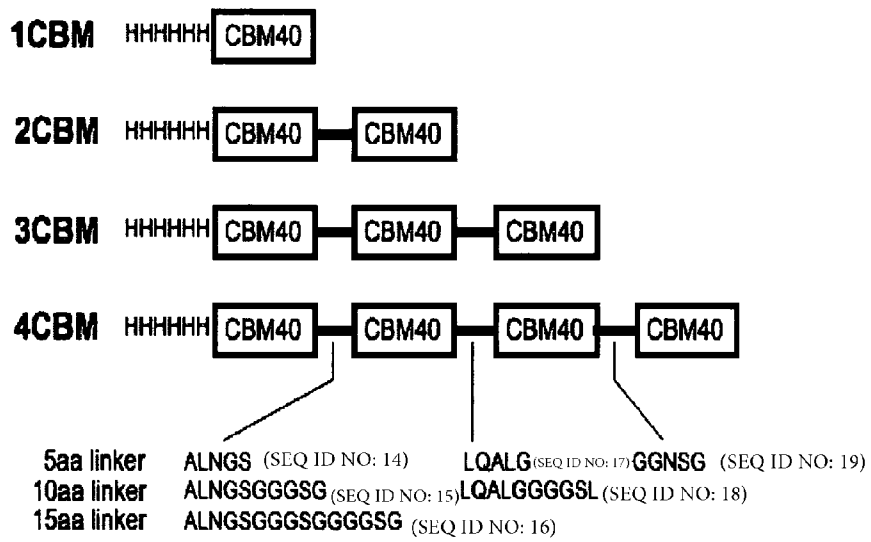 1CBM HHHHHH CBM40
2CBM HHHHHH CBM40 CBM40
3CBM HHHHHH CBM40 CBM40 CBM40
4CBM HHHHHH CBM40 CBM40 CBM40 CBM40
5aa linker ALNGS (SEQ ID NO: 14) LQALG (SEQ ID NO: 17) GGNSG (SEQ ID NO: 19)
10aa linker ALNGSGGGSG (SEQ ID NO: 15) LQALGGGGSL (SEQ ID NO: 18)
15aa linker ALNGSGGGSGGGGSG (SEQ ID NO: 16)